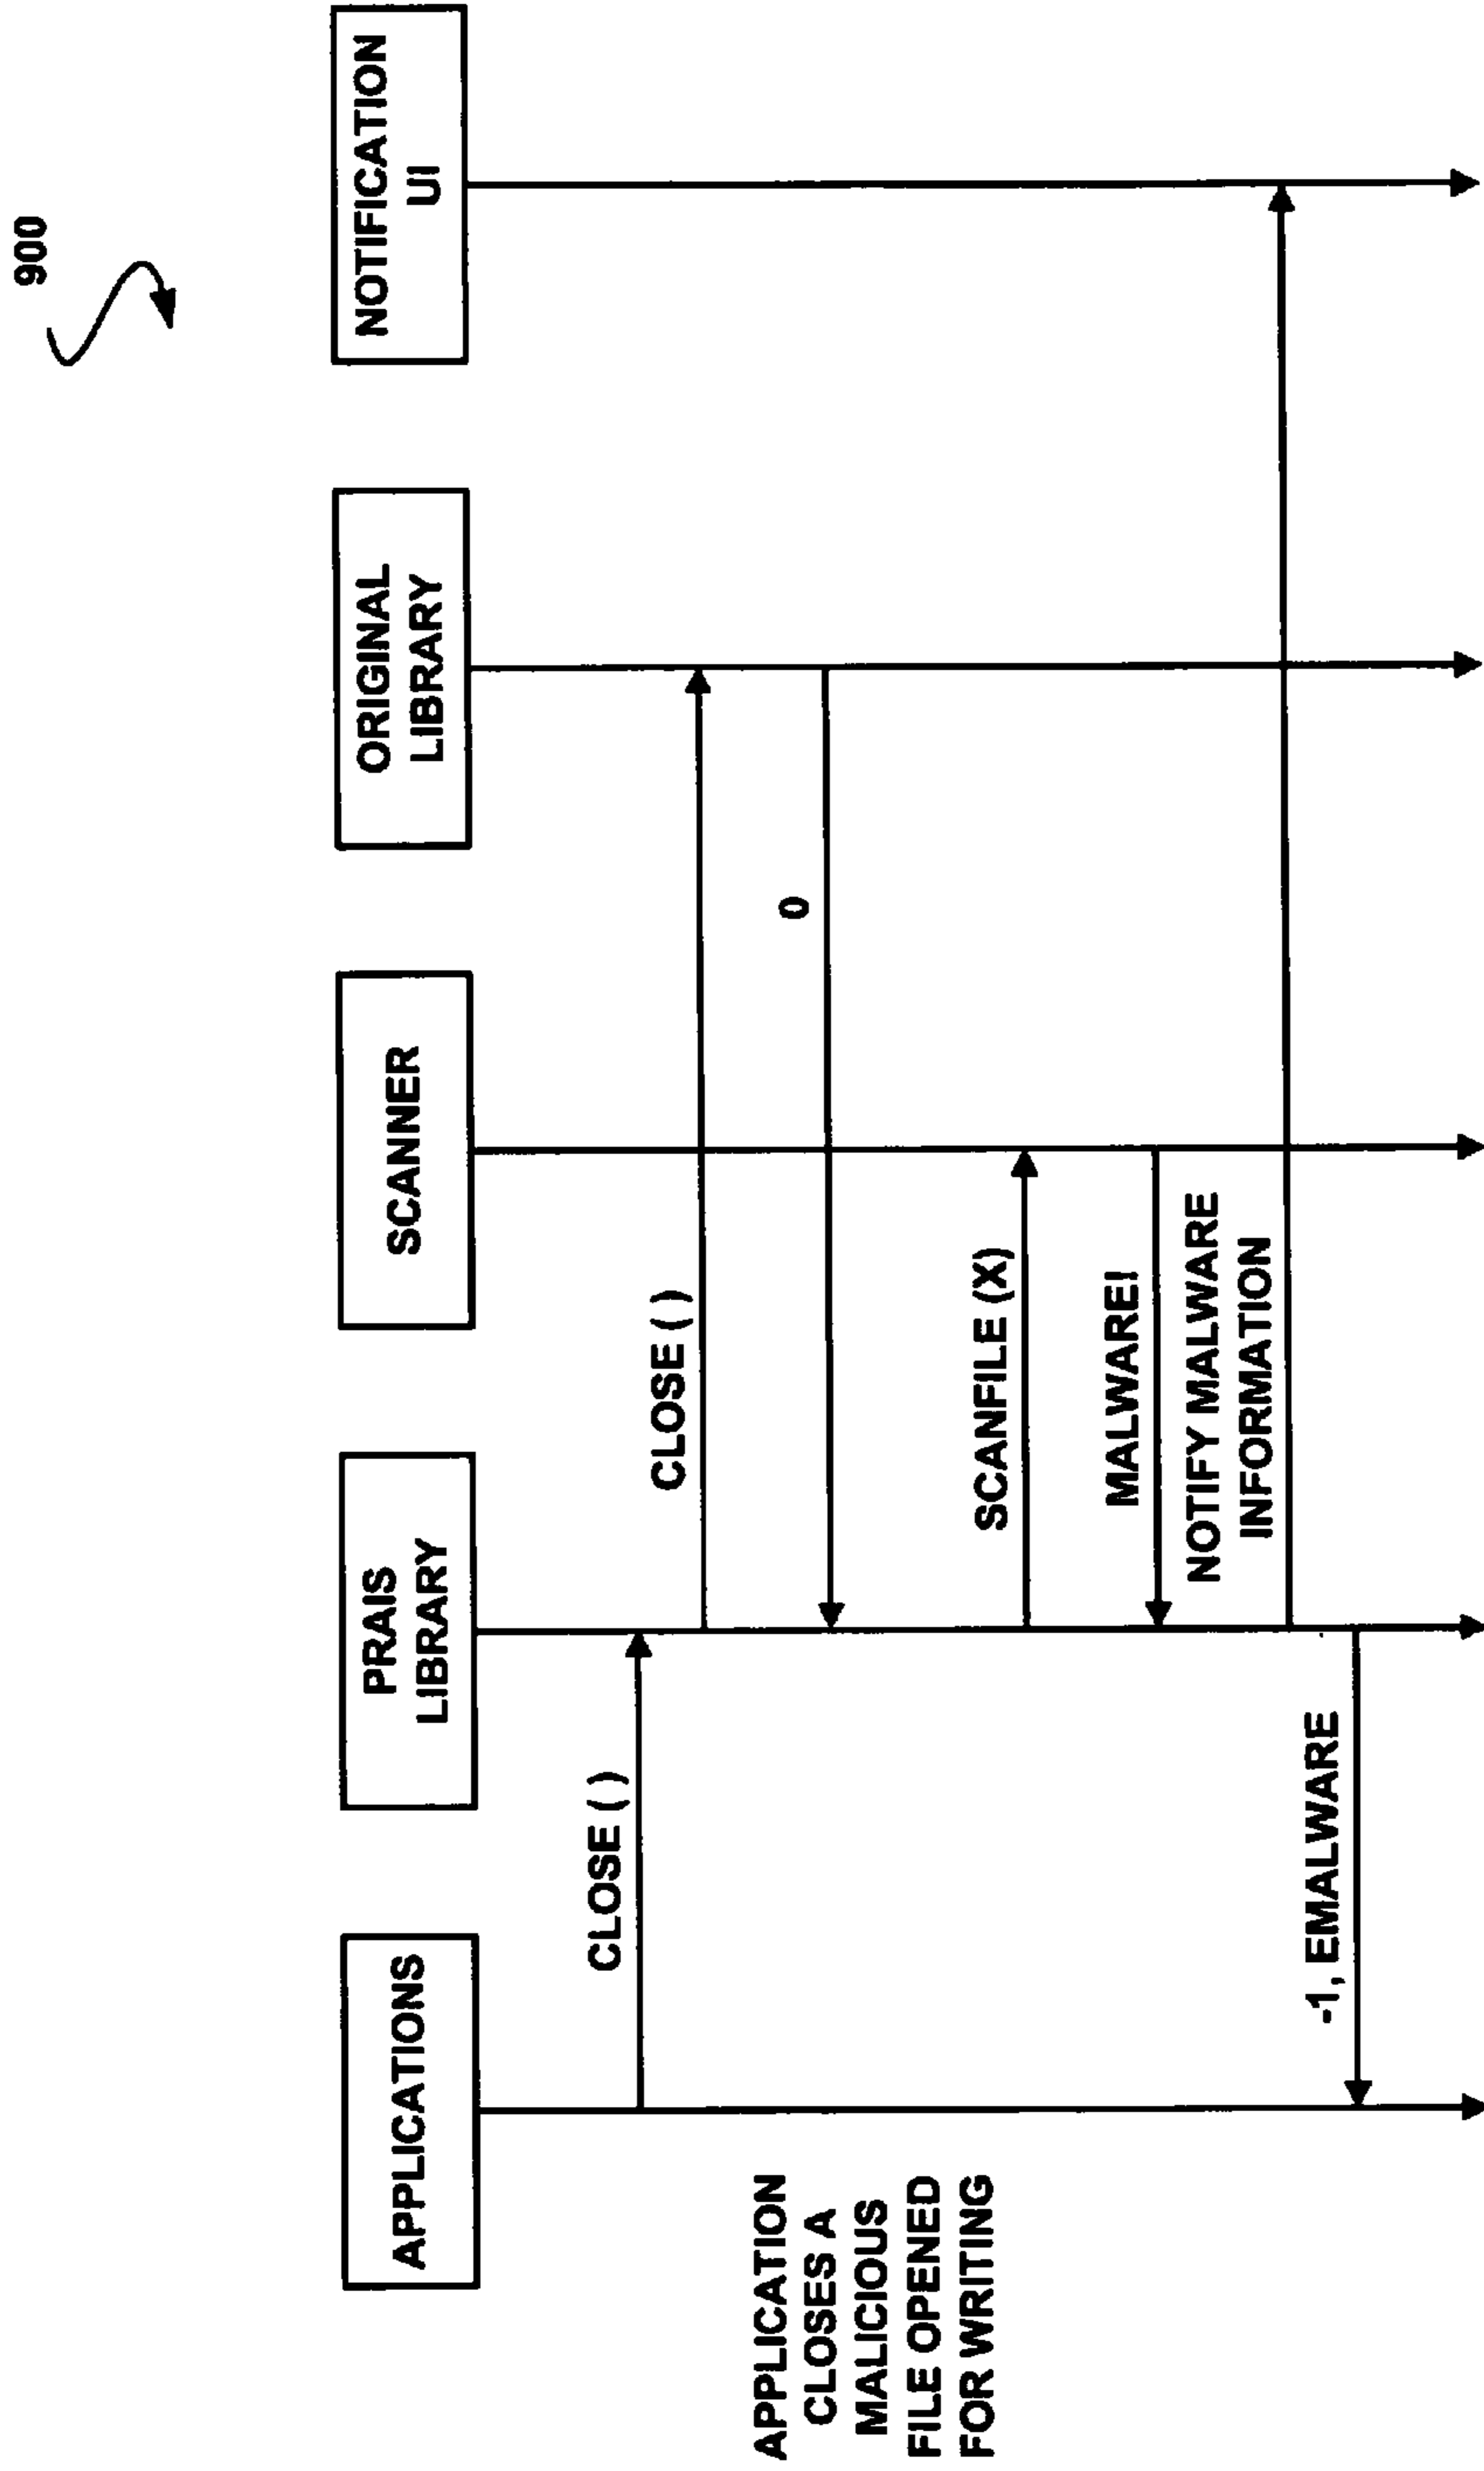 900
APPLICATIONS
PRAIS
LIBRARY
SCANNER
ORIGINAL
LIBRARY
NOTIFICATION
UI
CLOSE ( )
CLOSE ( )
APPLICATION
CLOSES A
MALICIOUS
FILE OPENED
FOR WRITING
0
SCANFILE (X)
MALWARE!
NOTIFY MALWARE
INFORMATION
-1, EMALWARE